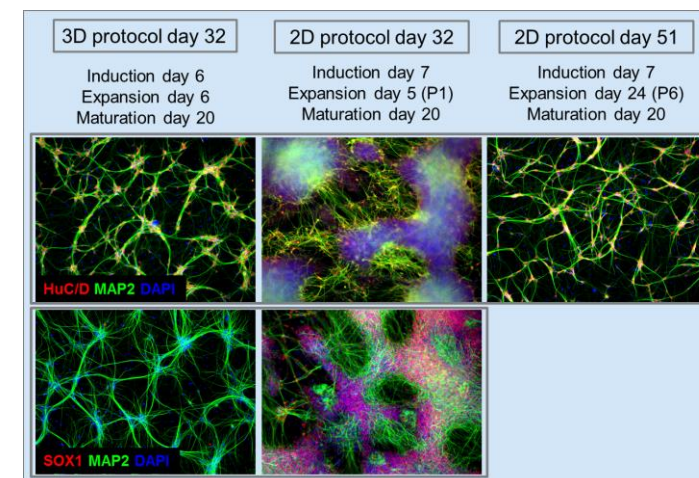 3D protocol day 32
Induction day 6
Expansion day 6
Maturation day 20
2D protocol day 32
Induction day 7
Expansion day 5 (P1)
Maturation day 20
2D protocol day 51
Induction day 7
Expansion day 24 (P6)
Maturation day 20
HuC/D MAP2 DAPI
SOX1 MAP2 DAPI